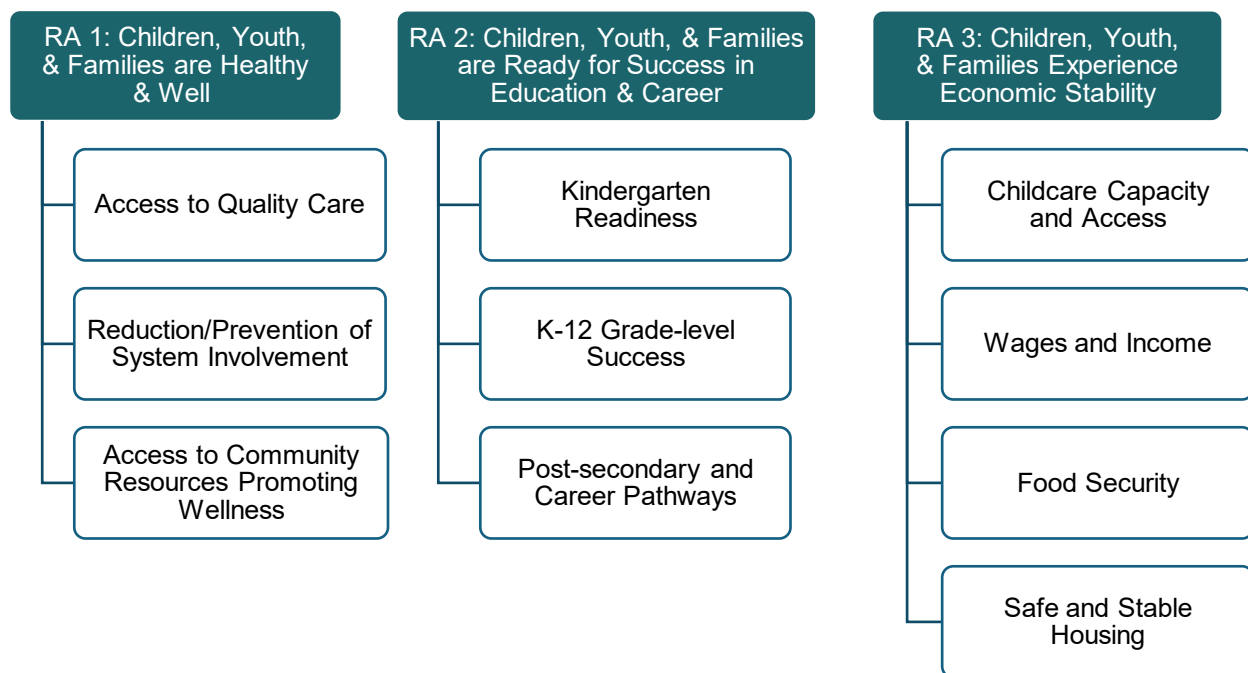 RA 1: Children, Youth,
& Families are Healthy
& Well
Access to Quality Care
Reduction/Prevention of
System Involvement
Access to Community
Resources Promoting
Wellness
RA 2: Children, Youth, & Families
are Ready for Success in
Education & Career
Kindergarten
Readiness
K-12 Grade-level
Success
Post-secondary and
Career Pathways
RA 3: Children, Youth,
& Families Experience
Economic Stability
Childcare Capacity
and Access
Wages and Income
Food Security
Safe and Stable
Housing